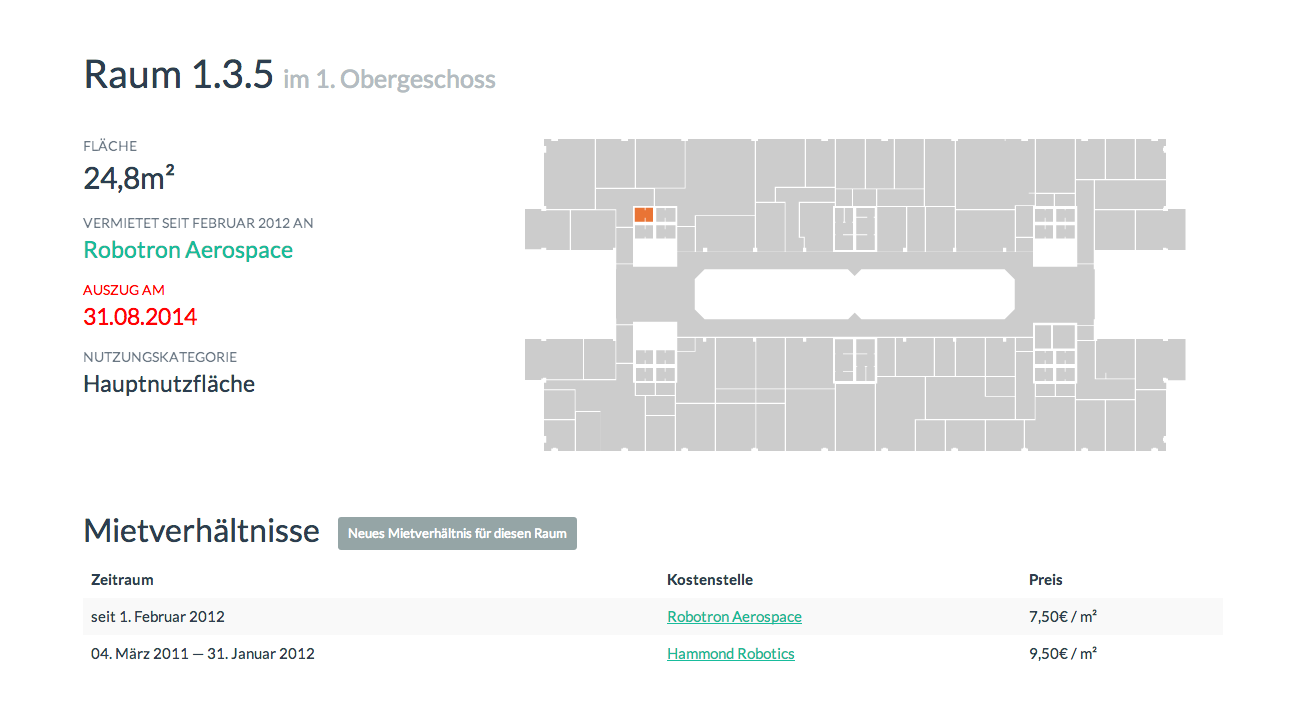 Raum 1.3.5 im 1. Obergeschoss
FLÄCHE
24,8m²
VERMIETET SEIT FEBRUAR 2012 AN
Robotron Aerospace
AUSZUG AM
31.08.2014
NUTZUNGSKATEGORIE
Hauptnutzfläche
Mietverhältnisse Neues Mietverhältnis für diesen Raum
Zeitraum Kostenstelle Preis
seit 1. Februar 2012 Robotron Aerospace 7,50€ / m²
04. März 2011 — 31. Januar 2012 Hammond Robotics 9,50€ / m²